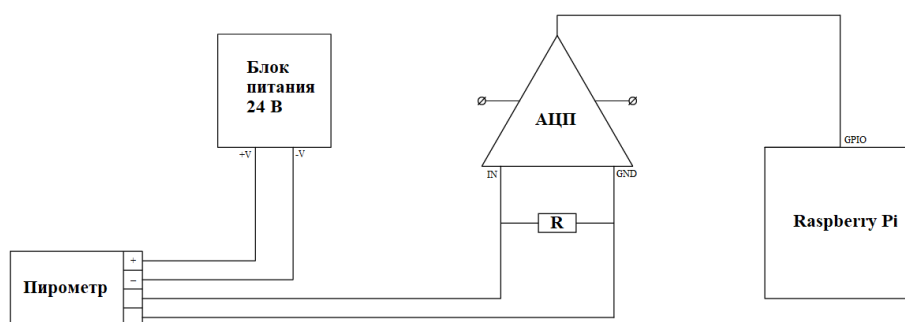 Блок
питания
24 В
+V
-V
АЦП
IN
GND
GPIO
R
Raspberry Pi
Пирометр
+
−